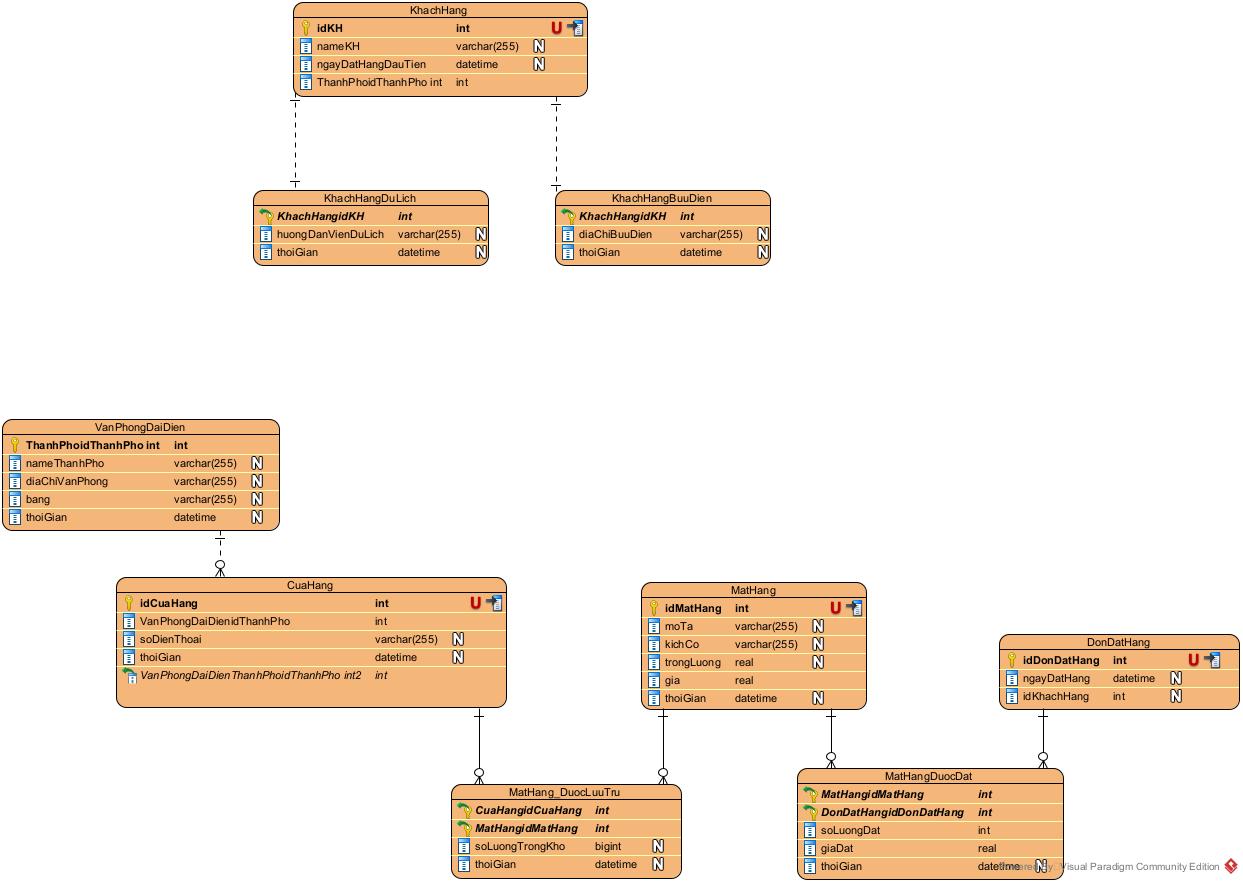 KhachHang
idKH int U
nameKH varchar(255) N
ngayDatHangDauTien datetime N
ThanhPhoidThanhPho int int
KhachHangDuLich
KhachHangidKH int
huongDanVienDuLich varchar(255) N
thoiGian datetime N
KhachHangBuuDien
KhachHangidKH int
diaChiBuuDien varchar(255) N
thoiGian datetime N
VanPhongDaiDien
ThanhPhoidThanhPho int int
nameThanhPho varchar(255) N
diaChiVanPhong varchar(255) N
bang varchar(255) N
thoiGian datetime N
CuaHang
idCuaHang int U
VanPhongDaiDienidThanhPho int
soDienThoai varchar(255) N
thoiGian datetime N
VanPhongDaiDienThanhPhoidThanhPho int2 int
MatHang
idMatHang int U
moTa varchar(255) N
kichCo varchar(255) N
trongLuong real N
gia real
thoiGian datetime N
DonDatHang
idDonDatHang int U
ngayDatHang datetime N
idKhachHang int N
MatHang_DuocLuuTru
CuaHangidCuaHang int
MatHangidMatHang int
soLuongTrongKho bigint N
thoiGian datetime N
MatHangDuocDat
MatHangidMatHang int
DonDatHangidDonDatHang int
soLuongDat int
giaDat real
thoiGian datetime N
Powered By: Visual Paradigm Community Edition